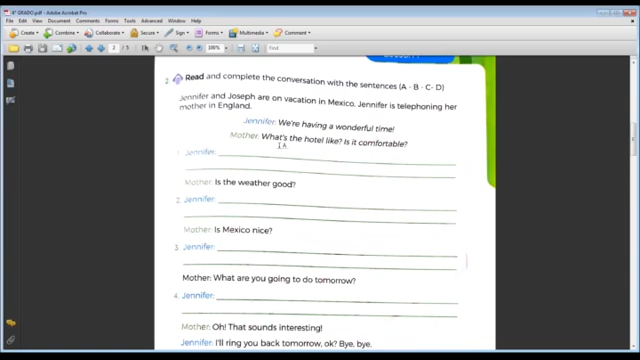 4° GRADO.pdf - Adobe Acrobat Pro
File Edit View Document Comments Forms Tools Advanced Window Help
Create Combine Collaborate Secure Sign Forms Multimedia Comment
2 / 5 100% Find
2 Read and complete the conversation with the sentences (A - B - C- D)
Jennifer and Joseph are on vacation in Mexico. Jennifer is telephoning her
mother in England.
Jennifer: We're having a wonderful time!
Mother: What's the hotel like? Is it comfortable?
1. Jennifer:
Mother: Is the weather good?
2. Jennifer:
Mother: Is Mexico nice?
3. Jennifer:
Mother: What are you going to do tomorrow?
4. Jennifer:
Mother: Oh! That sounds interesting!
Jennifer: I'll ring you back tomorrow, ok? Bye, bye.